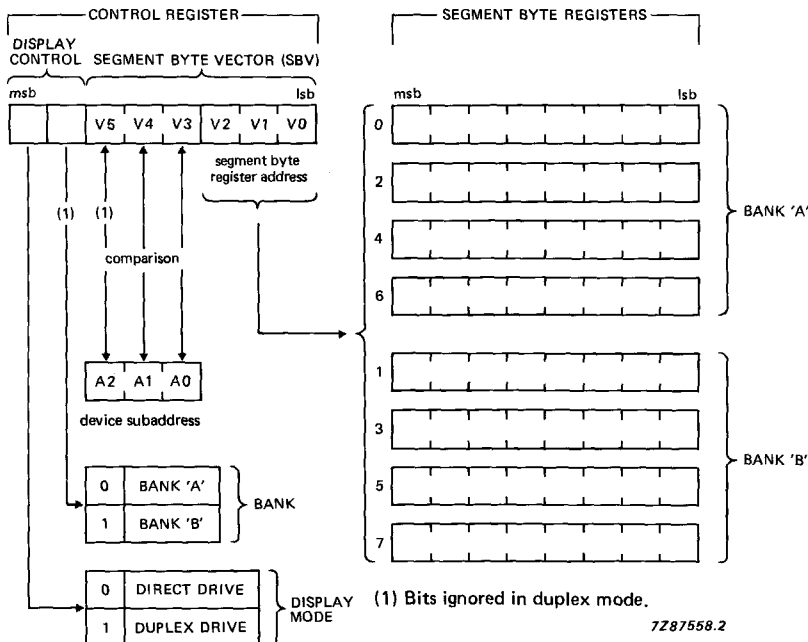 CONTROL REGISTER
DISPLAY CONTROL
SEGMENT BYTE VECTOR (SBV)
msb
lsb
V5 V4 V3 V2 V1 V0
segment byte
register address
(1)
(1)
comparison
A2 A1 A0
device subaddress
0 BANK 'A'
1 BANK 'B'
BANK
0 DIRECT DRIVE
1 DUPLEX DRIVE
DISPLAY
MODE
SEGMENT BYTE REGISTERS
msb
lsb
0
2
4
6
BANK 'A'
1
3
5
7
BANK 'B'
(1) Bits ignored in duplex mode.
7Z87558.2